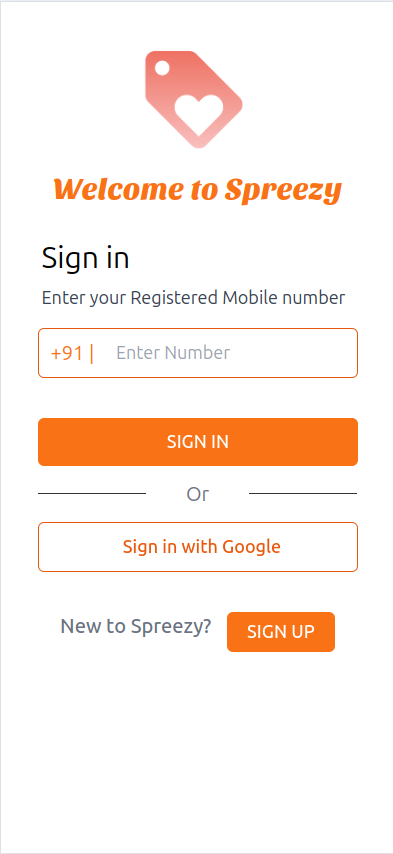 Welcome to Spreezy
Sign in
Enter your Registered Mobile number
+91 | Enter Number
SIGN IN
Or
Sign in with Google
New to Spreezy? SIGN UP